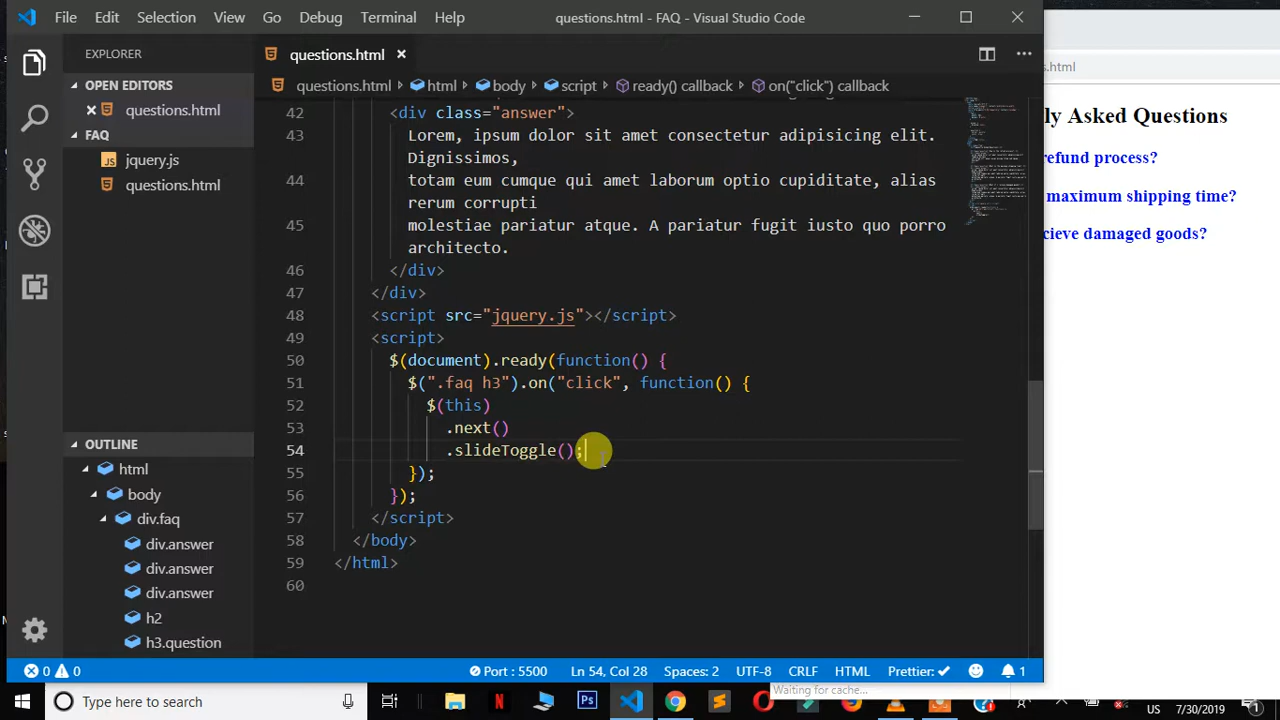 File Edit Selection View Go Debug Terminal Help questions.html - FAQ - Visual Studio Code
EXPLORER
OPEN EDITORS
questions.html
FAQ
jquery.js
questions.html
OUTLINE
html
body
div.faq
div.answer
div.answer
div.answer
h2
h3.question
questions.html
questions.html html body script ready() callback on("click") callback
42 <div class="answer">
43 Lorem, ipsum dolor sit amet consectetur adipisicing elit.
Dignissimos,
44 totam eum cumque qui amet laborum optio cupiditate, alias
rerum corrupti
45 molestiae pariatur atque. A pariatur fugit iusto quo porro
architecto.
46 </div>
47 </div>
48 <script src="jquery.js"></script>
49 <script>
50 $(document).ready(function() {
51 $(".faq h3").on("click", function() {
52 $(this)
53 .next()
54 .slideToggle();
55 });
56 });
57 </script>
58 </body>
59 </html>
60
s.html
ly Asked Questions
refund process?
maximum shipping time?
cieve damaged goods?
0 0 Port : 5500 Ln 54, Col 28 Spaces: 2 UTF-8 CRLF HTML Prettier: ✓ 1
Waiting for cache...
Type here to search
US 7/30/2019 1